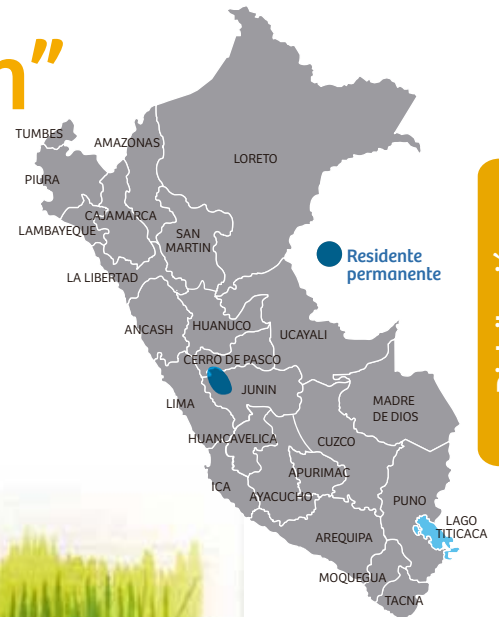 n”
TUMBES
AMAZONAS
LORETO
PIURA
CAJAMARCA
LAMBAYEQUE
SAN
MARTIN
Residente
permanente
LA LIBERTAD
ANCASH
HUANUCO
UCAYALI
CERRO DE PASCO
JUNIN
LIMA
MADRE
DE DIOS
HUANCAVELICA
CUZCO
APURIMAC
ICA
AYACUCHO
PUNO
LAGO
TITICACA
AREQUIPA
MOQUEGUA
TACNA